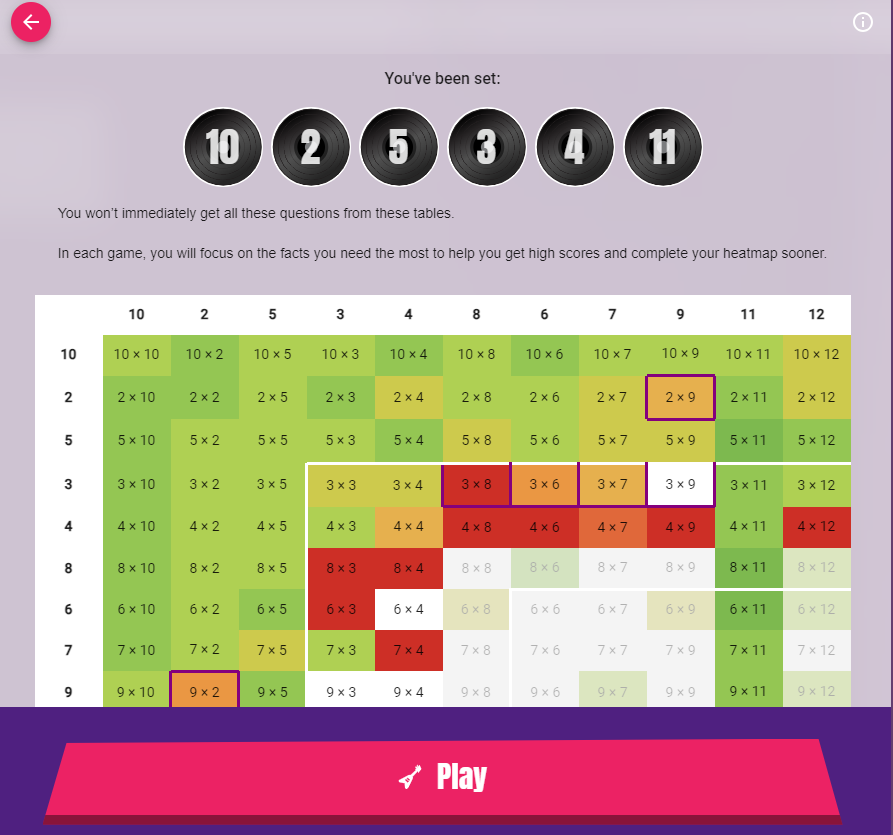 You've been set:
10 2 5 3 4 11
You won't immediately get all these questions from these tables.
In each game, you will focus on the facts you need the most to help you get high scores and complete your heatmap sooner.
10 2 5 3 4 8 6 7 9 11 12
10 10 × 10 10 × 2 10 × 5 10 × 3 10 × 4 10 × 8 10 × 6 10 × 7 10 × 9 10 × 11 10 × 12
2 2 × 10 2 × 2 2 × 5 2 × 3 2 × 4 2 × 8 2 × 6 2 × 7 2 × 9 2 × 11 2 × 12
5 5 × 10 5 × 2 5 × 5 5 × 3 5 × 4 5 × 8 5 × 6 5 × 7 5 × 9 5 × 11 5 × 12
3 3 × 10 3 × 2 3 × 5 3 × 3 3 × 4 3 × 8 3 × 6 3 × 7 3 × 9 3 × 11 3 × 12
4 4 × 10 4 × 2 4 × 5 4 × 3 4 × 4 4 × 8 4 × 6 4 × 7 4 × 9 4 × 11 4 × 12
8 8 × 10 8 × 2 8 × 5 8 × 3 8 × 4 8 × 8 8 × 6 8 × 7 8 × 9 8 × 11 8 × 12
6 6 × 10 6 × 2 6 × 5 6 × 3 6 × 4 6 × 8 6 × 6 6 × 7 6 × 9 6 × 11 6 × 12
7 7 × 10 7 × 2 7 × 5 7 × 3 7 × 4 7 × 8 7 × 6 7 × 7 7 × 9 7 × 11 7 × 12
9 9 × 10 9 × 2 9 × 5 9 × 3 9 × 4 9 × 8 9 × 6 9 × 7 9 × 9 9 × 11 9 × 12
Play